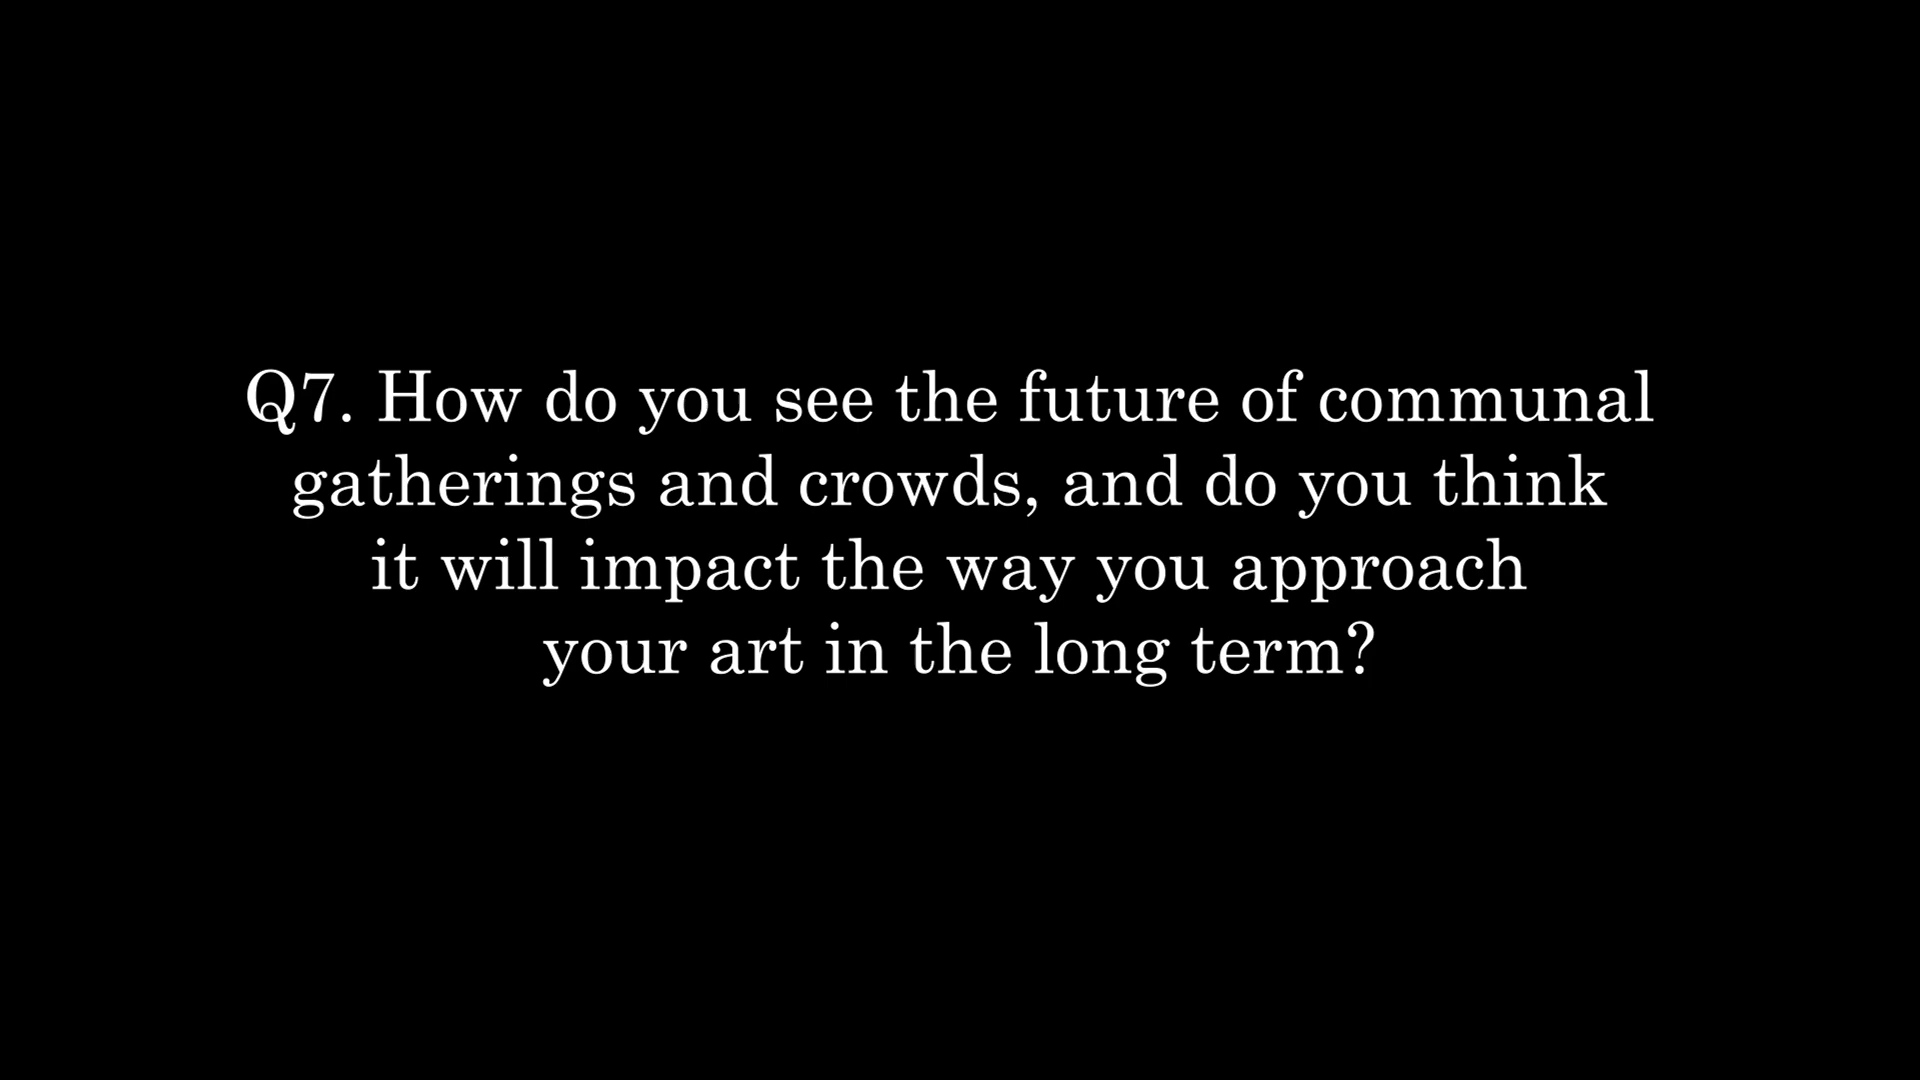 Q7. How do you see the future of communal
gatherings and crowds, and do you think
it will impact the way you approach
your art in the long term?